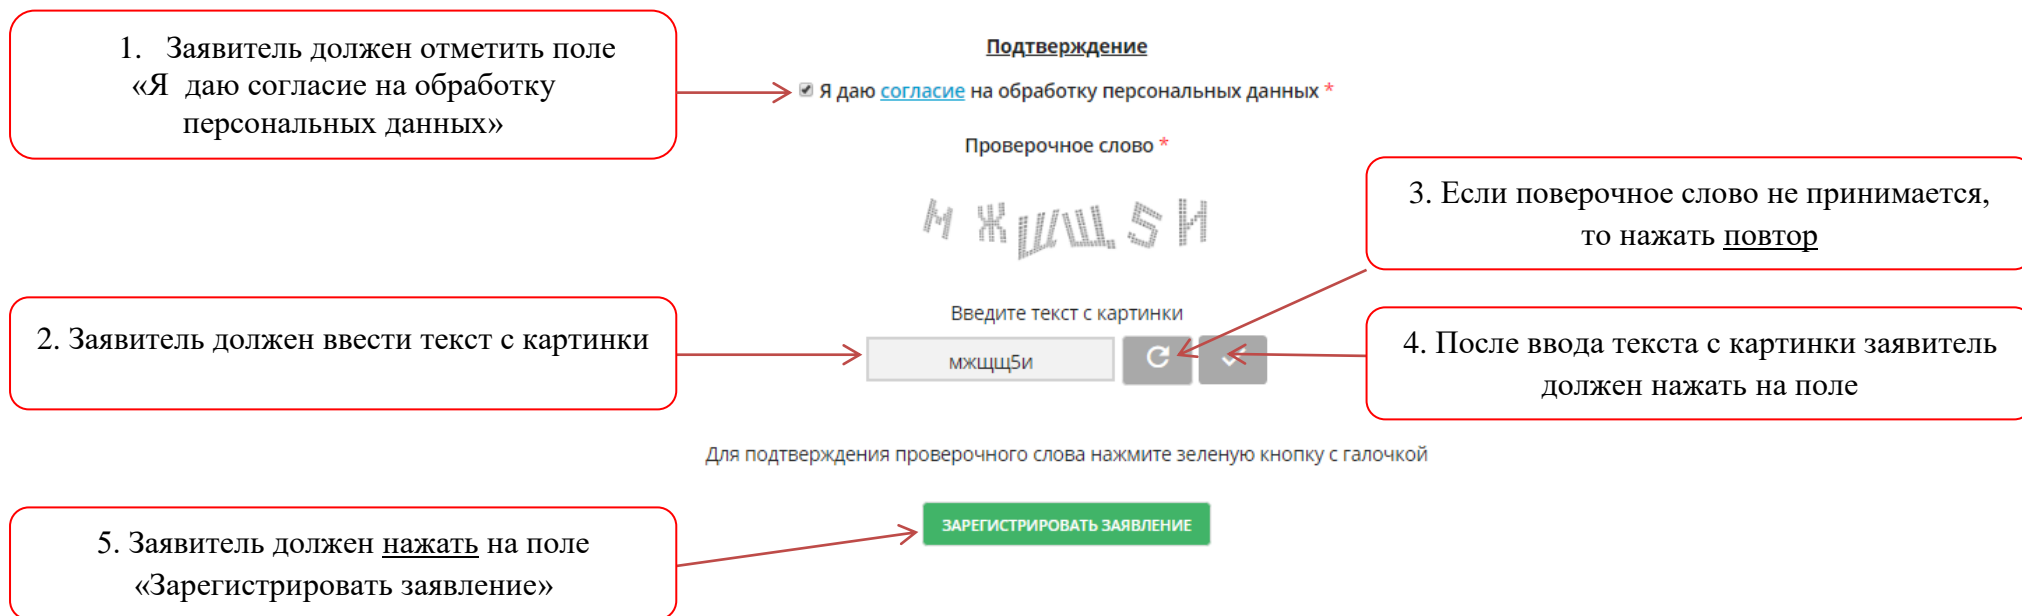 1. Заявитель должен отметить поле
«Я даю согласие на обработку
персональных данных»
Подтверждение
Я даю согласие на обработку персональных данных *
Проверочное слово *
М Ж Щ Щ 5 И
3. Если поверочное слово не принимается,
то нажать повтор
2. Заявитель должен ввести текст с картинки
Введите текст с картинки
мжщщ5и
4. После ввода текста с картинки заявитель
должен нажать на поле
Для подтверждения проверочного слова нажмите зеленую кнопку с галочкой
5. Заявитель должен нажать на поле
«Зарегистрировать заявление»
ЗАРЕГИСТРИРОВАТЬ ЗАЯВЛЕНИЕ